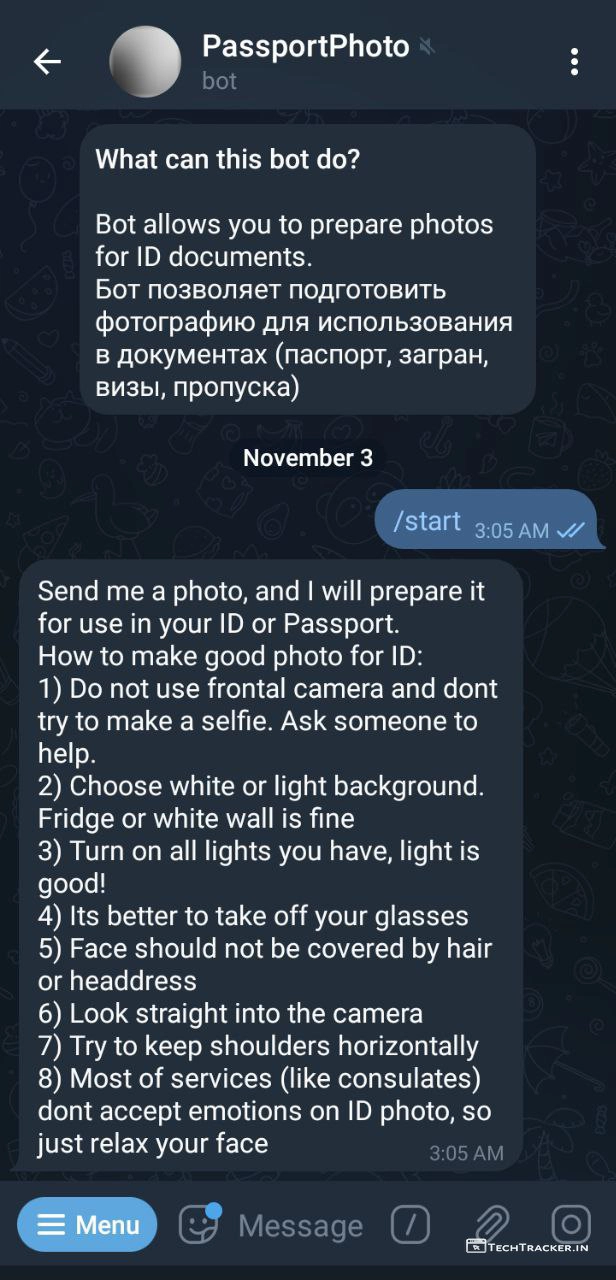 PassportPhoto
bot
What can this bot do?
Bot allows you to prepare photos
for ID documents.
Бот позволяет подготовить
фотографию для использования
в документах (паспорт, загран,
визы, пропуска)
November 3
/start 3:05 AM
Send me a photo, and I will prepare it
for use in your ID or Passport.
How to make good photo for ID:
1) Do not use frontal camera and dont
try to make a selfie. Ask someone to
help.
2) Choose white or light background.
Fridge or white wall is fine
3) Turn on all lights you have, light is
good!
4) Its better to take off your glasses
5) Face should not be covered by hair
or headdress
6) Look straight into the camera
7) Try to keep shoulders horizontally
8) Most of services (like consulates)
dont accept emotions on ID photo, so
just relax your face
3:05 AM
Menu
Message
TECHTRACKER.IN